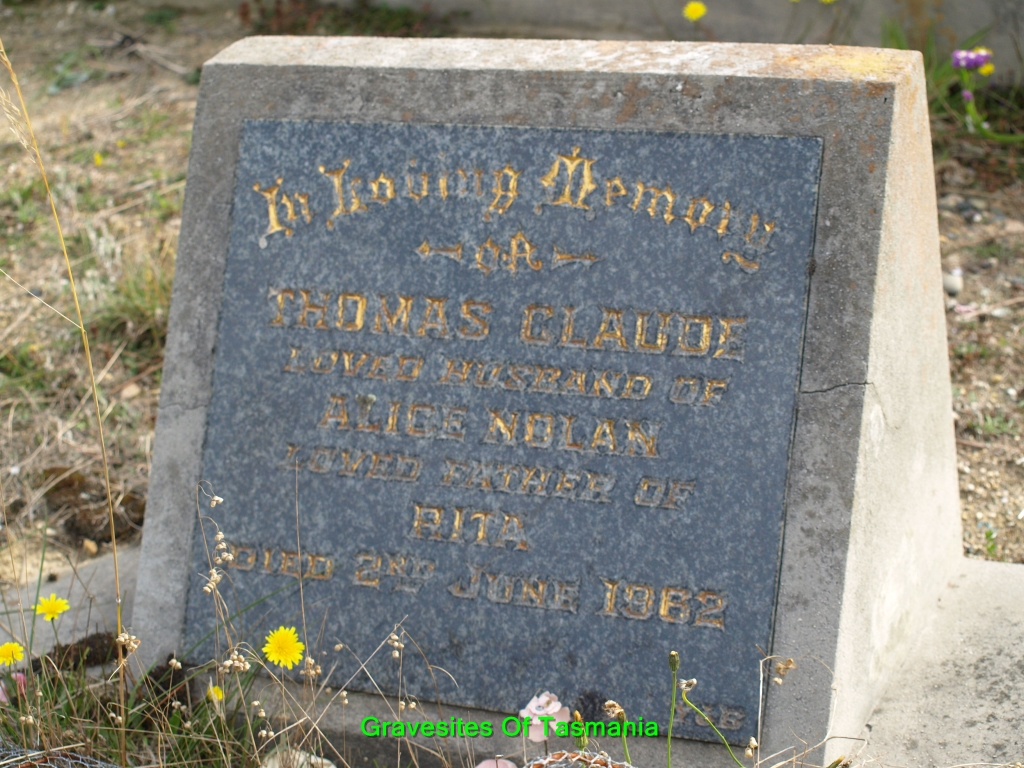 In Loving Memory
OF
THOMAS CLAUDE
LOVED HUSBAND OF
ALICE NOLAN
LOVED FATHER OF
RITA
DIED 2ND JUNE 1962
Gravesites Of Tasmania